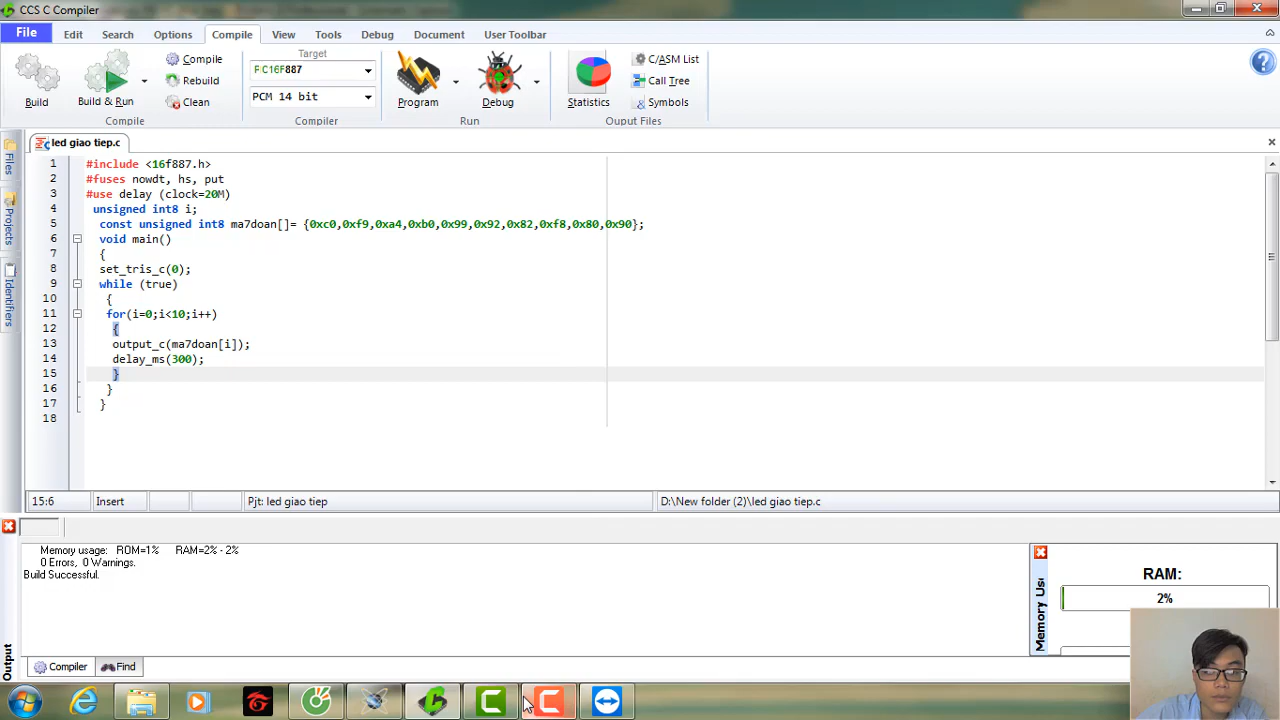 CCS C Compiler
File Edit Search Options Compile View Tools Debug Document User Toolbar
Build
Build & Run
Compile
Rebuild
Clean
Compile
Target
PIC16F887
PCM 14 bit
Compiler
Program
Debug
Run
Statistics
C/ASM List
Call Tree
Symbols
Ouput Files
Files
Projects
Identifiers
led giao tiep.c
1 #include <16f887.h>
2 #fuses nowdt, hs, put
3 #use delay (clock=20M)
4 unsigned int8 i;
5 const unsigned int8 ma7doan[]= {0xc0,0xf9,0xa4,0xb0,0x99,0x92,0x82,0xf8,0x80,0x90};
6 void main()
7 {
8 set_tris_c(0);
9 while (true)
10 {
11 for(i=0;i<10;i++)
12 {
13 output_c(ma7doan[i]);
14 delay_ms(300);
15 }
16 }
17 }
18
15:6 Insert Pjt: led giao tiep D:\New folder (2)\led giao tiep.c
Memory usage: ROM=1% RAM=2% - 2%
0 Errors, 0 Warnings.
Build Successful.
Output
Compiler Find
RAM:
2%